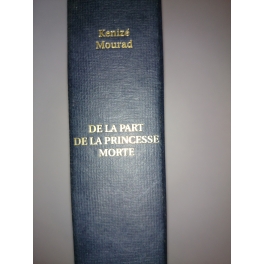 Kenizé
Mourad
DE LA PART
DE LA PRINCESSE
MORTE